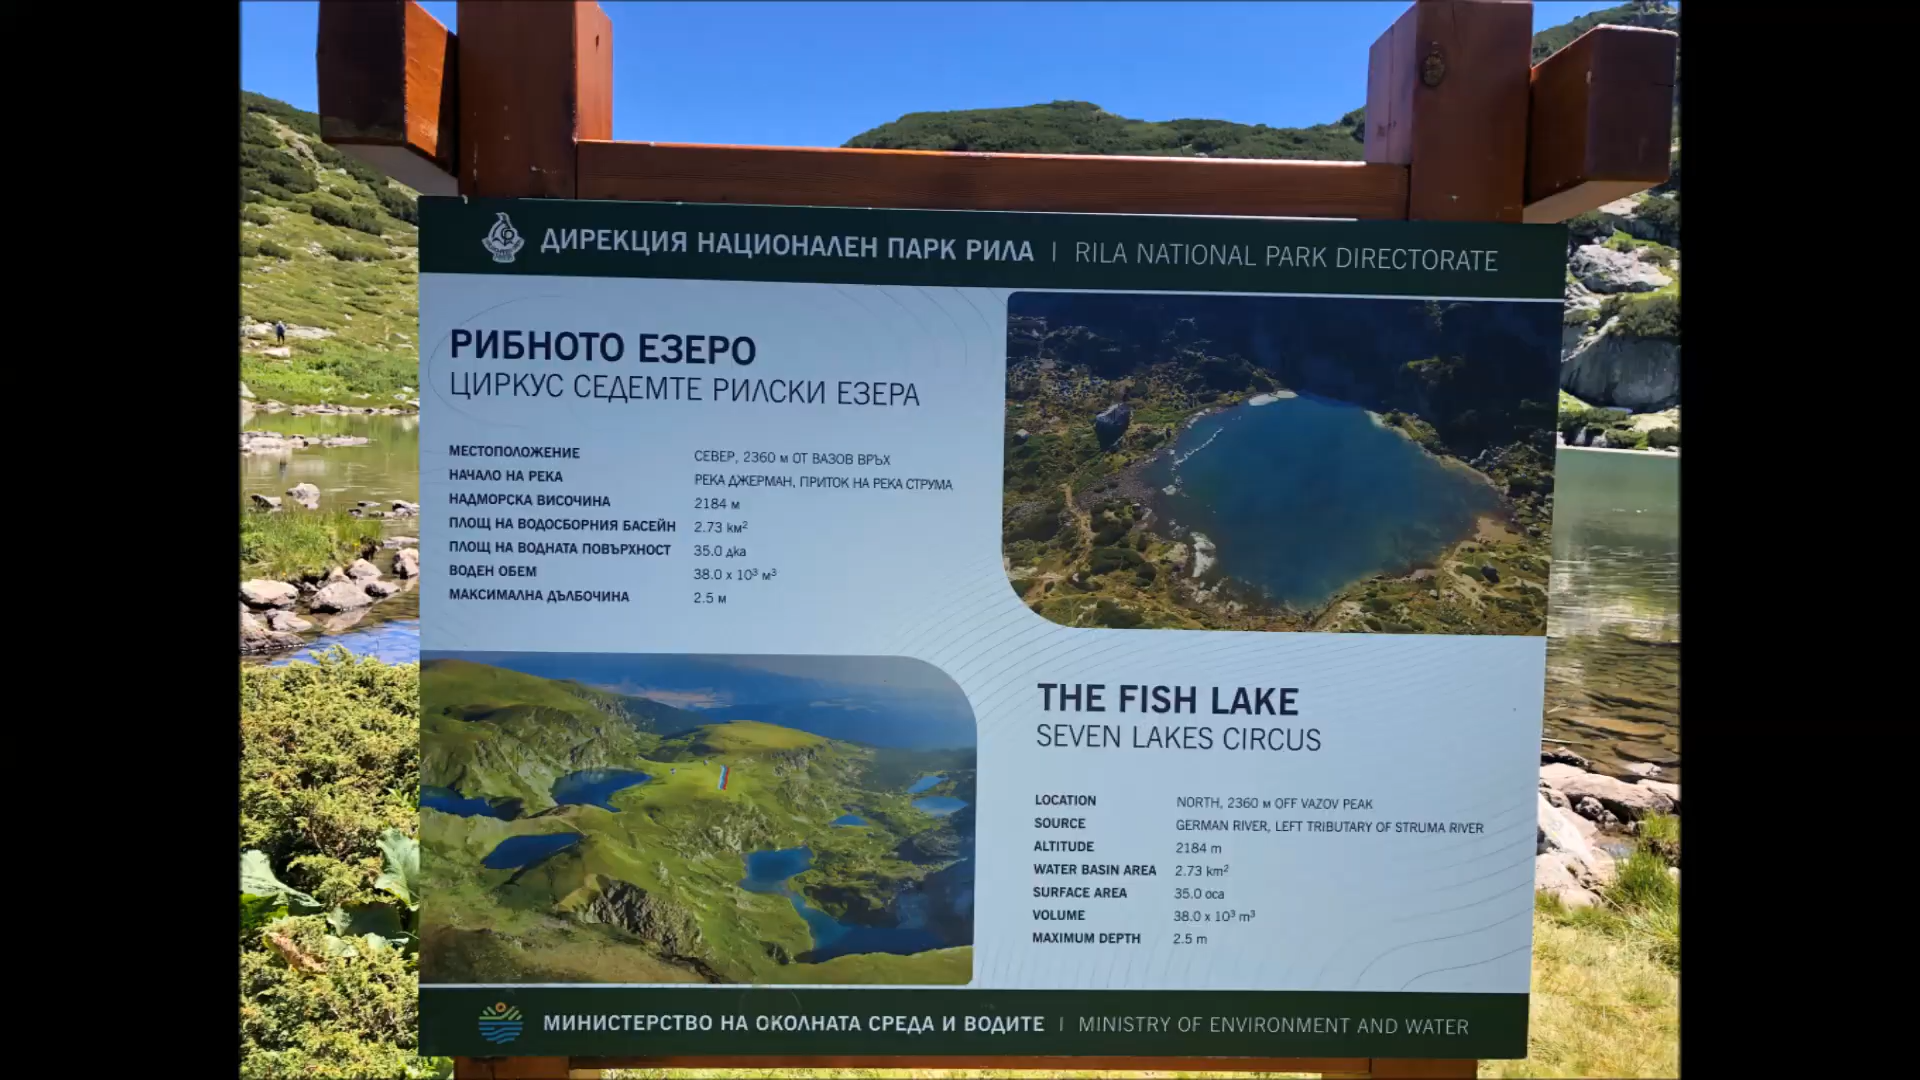 ДИРЕКЦИЯ НАЦИОНАЛЕН ПАРК РИЛА | RILA NATIONAL PARK DIRECTORATE
РИБНОТО ЕЗЕРО
ЦИРКУС СЕДЕМТЕ РИЛСКИ ЕЗЕРА
МЕСТОПОЛОЖЕНИЕ СЕВЕР, 2360 м ОТ ВАЗОВ ВРЪХ
НАЧАЛО НА РЕКА РЕКА ДЖЕРМАН, ПРИТОК НА РЕКА СТРУМА
НАДМОРСКА ВИСОЧИНА 2184 м
ПЛОЩ НА ВОДОСБОРНИЯ БАСЕЙН 2.73 км²
ПЛОЩ НА ВОДНАТА ПОВЪРХНОСТ 35.0 дка
ВОДЕН ОБЕМ 38.0 x 10³ м³
МАКСИМАЛНА ДЪЛБОЧИНА 2.5 м
THE FISH LAKE
SEVEN LAKES CIRCUS
LOCATION NORTH, 2360 м OFF VAZOV PEAK
SOURCE GERMAN RIVER, LEFT TRIBUTARY OF STRUMA RIVER
ALTITUDE 2184 m
WATER BASIN AREA 2.73 km²
SURFACE AREA 35.0 oca
VOLUME 38.0 x 10³ m³
MAXIMUM DEPTH 2.5 m
МИНИСТЕРСТВО НА ОКОЛНАТА СРЕДА И ВОДИТЕ | MINISTRY OF ENVIRONMENT AND WATER